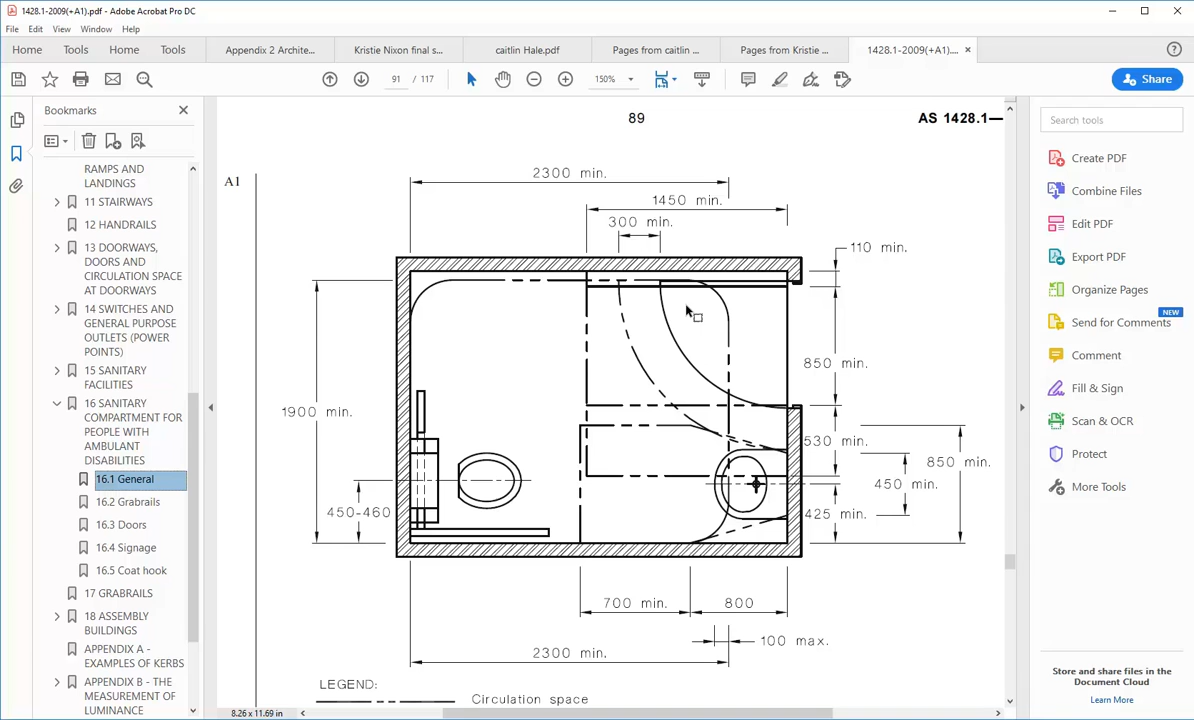 1428.1-2009(+A1).pdf - Adobe Acrobat Pro DC
File Edit View Window Help
Home Tools Home Tools Appendix 2 Archite... Kristie Nixon final s... caitlin Hale.pdf Pages from caitlin ... Pages from Kristie ... 1428.1-2009(+A1).... ×
91 / 117 150% Share
Bookmarks
RAMPS AND
LANDINGS
11 STAIRWAYS
12 HANDRAILS
13 DOORWAYS,
DOORS AND
CIRCULATION SPACE
AT DOORWAYS
14 SWITCHES AND
GENERAL PURPOSE
OUTLETS (POWER
POINTS)
15 SANITARY
FACILITIES
16 SANITARY
COMPARTMENT FOR
PEOPLE WITH
AMBULANT
DISABILITIES
16.1 General
16.2 Grabrails
16.3 Doors
16.4 Signage
16.5 Coat hook
17 GRABRAILS
18 ASSEMBLY
BUILDINGS
APPENDIX A -
EXAMPLES OF KERBS
APPENDIX B - THE
MEASUREMENT OF
LUMINANCE
89 AS 1428.1—
A1
2300 min.
1450 min.
300 min.
110 min.
850 min.
1900 min.
530 min.
850 min.
450 min.
450-460
425 min.
700 min. 800
100 max.
2300 min.
LEGEND:
Circulation space
8.26 x 11.69 in
Search tools
Create PDF
Combine Files
Edit PDF
Export PDF
Organize Pages
NEW
Send for Comments
Comment
Fill & Sign
Scan & OCR
Protect
More Tools
Store and share files in the
Document Cloud
Learn More